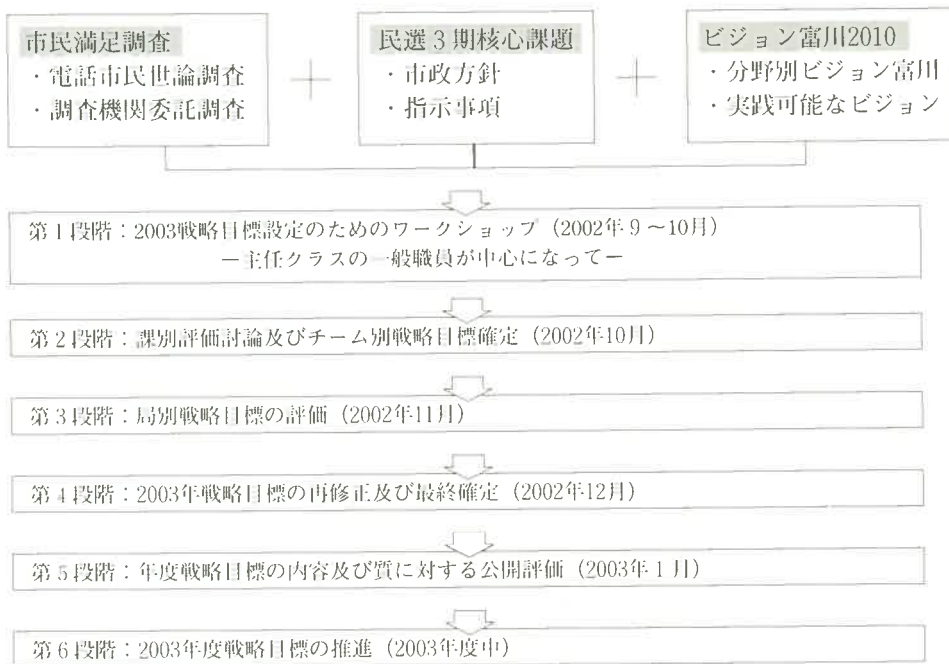 市民満足調査
・電話市民世論調査
・調査機関委託調査
+
民選3期核心課題
・市政方針
・指示事項
+
ビジョン富川2010
・分野別ビジョン富川
・実践可能なビジョン
第1段階：2003戦略目標設定のためのワークショップ（2002年9～10月）
－主任クラスの一般職員が中心になって－
第2段階：課別評価討論及びチーム別戦略目標確定（2002年10月）
第3段階：局別戦略目標の評価（2002年11月）
第4段階：2003年戦略目標の再修正及び最終確定（2002年12月）
第5段階：年度戦略目標の内容及び質に対する公開評価（2003年1月）
第6段階：2003年度戦略目標の推進（2003年度中）